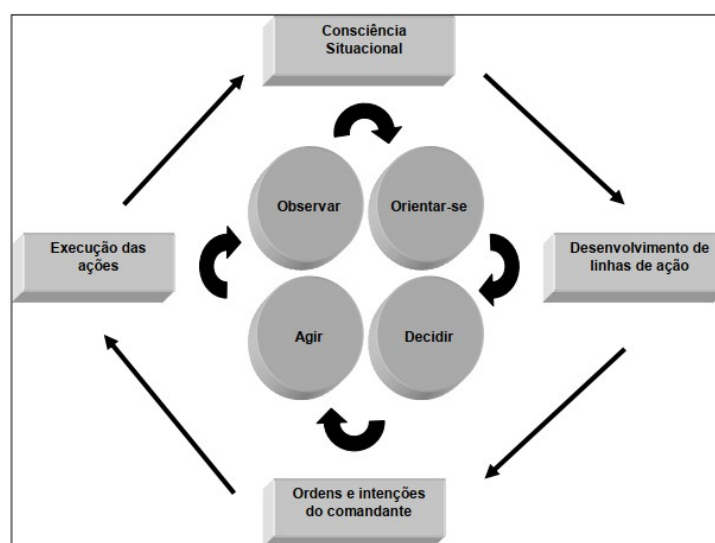 Consciência
Situacional
Observar
Orientar-se
Execução das
ações
Desenvolvimento de
linhas de ação
Agir
Decidir
Ordens e intenções
do comandante